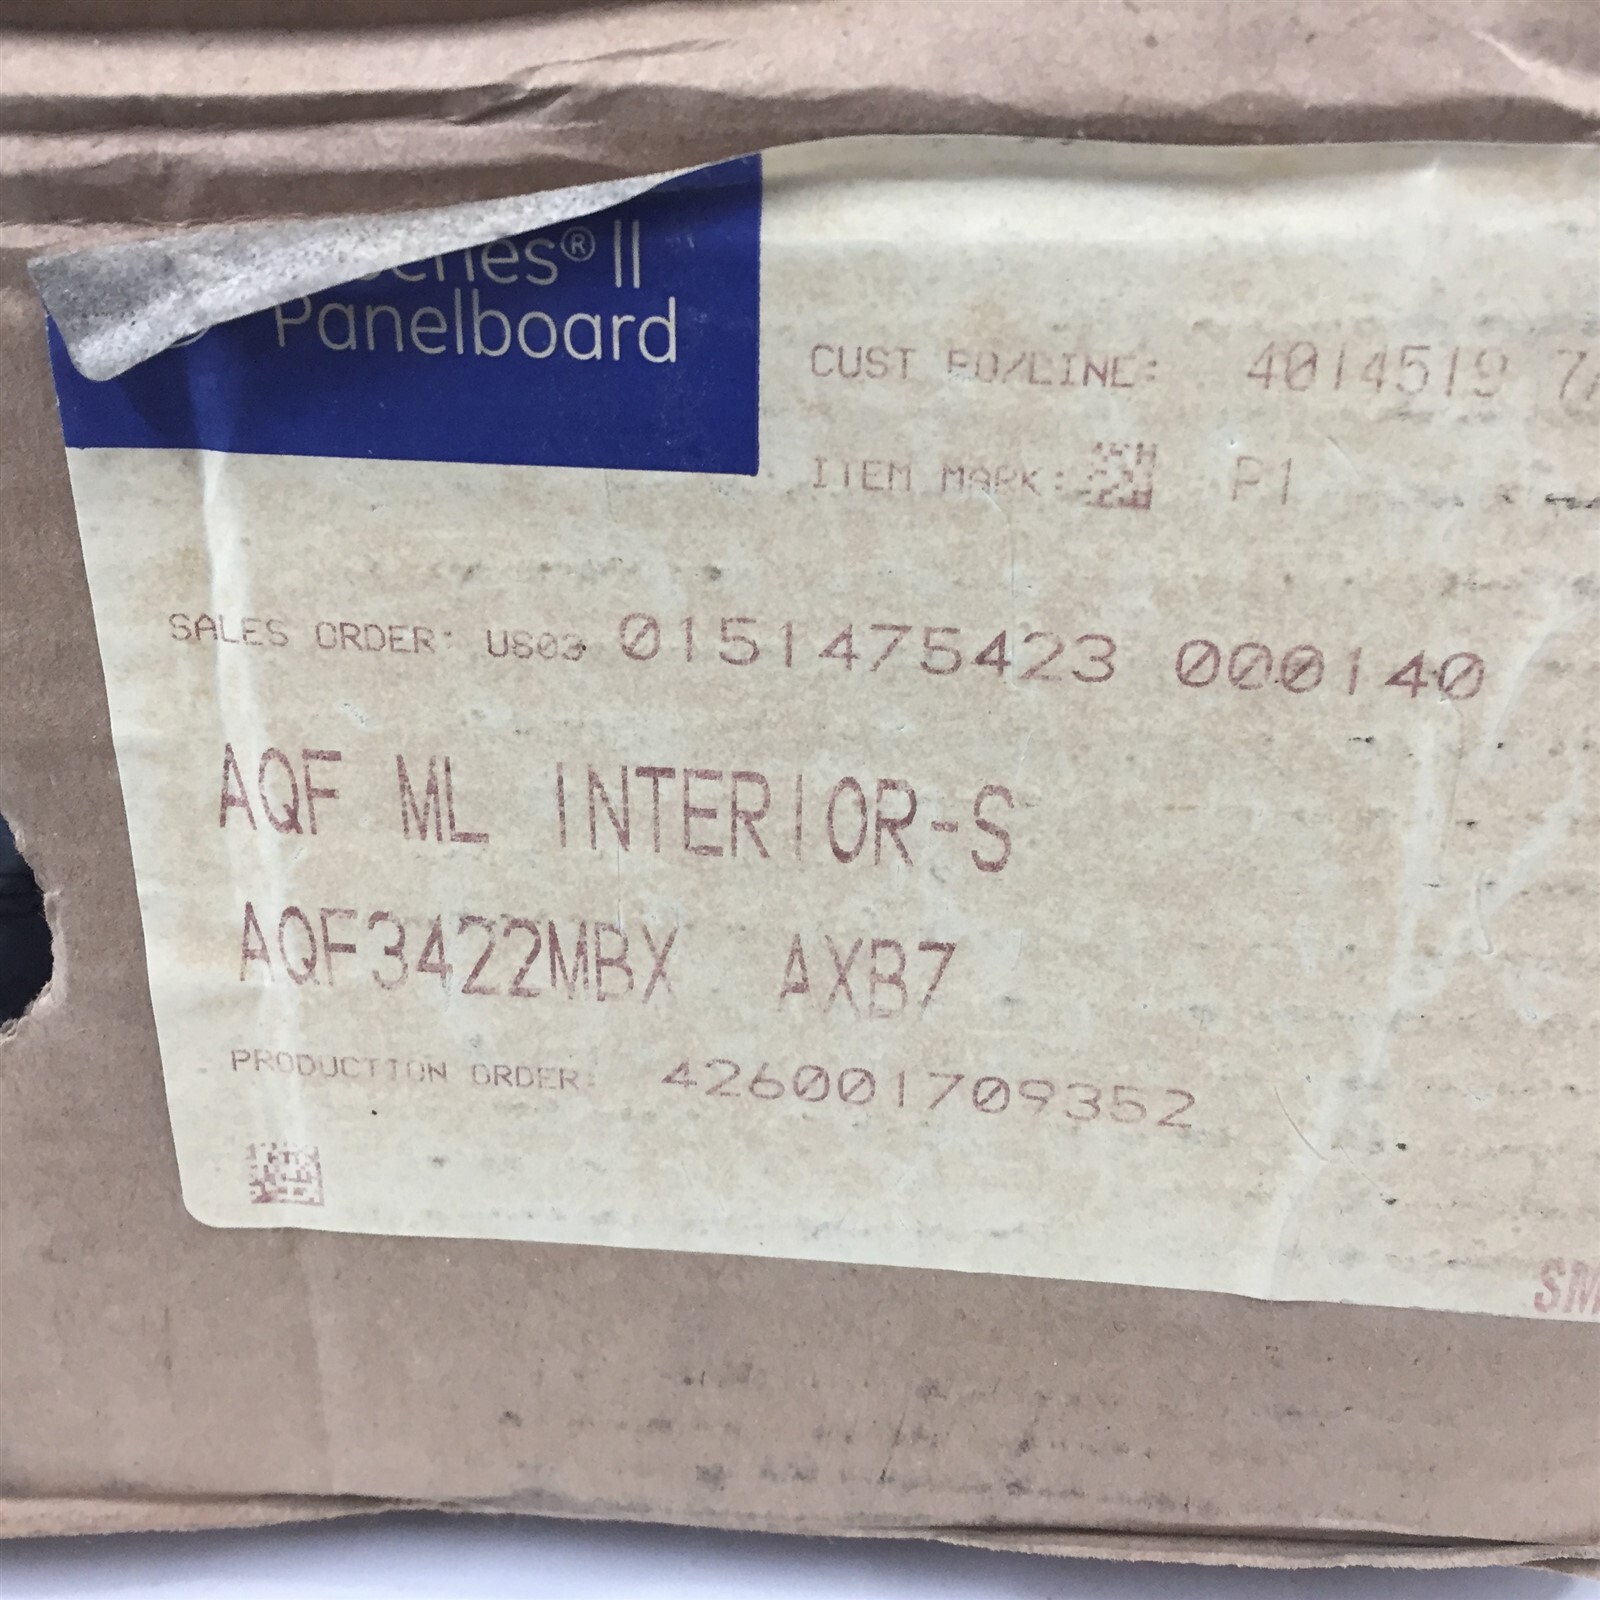 Series® II
Panelboard
CUST PO/LINE: 4014519
ITEM MARK: P1
SALES ORDER: US03 0151475423 000140
AQF ML INTERIOR-S
AQF3422MBX AXB7
PRODUCTION ORDER: 426001709352
SM